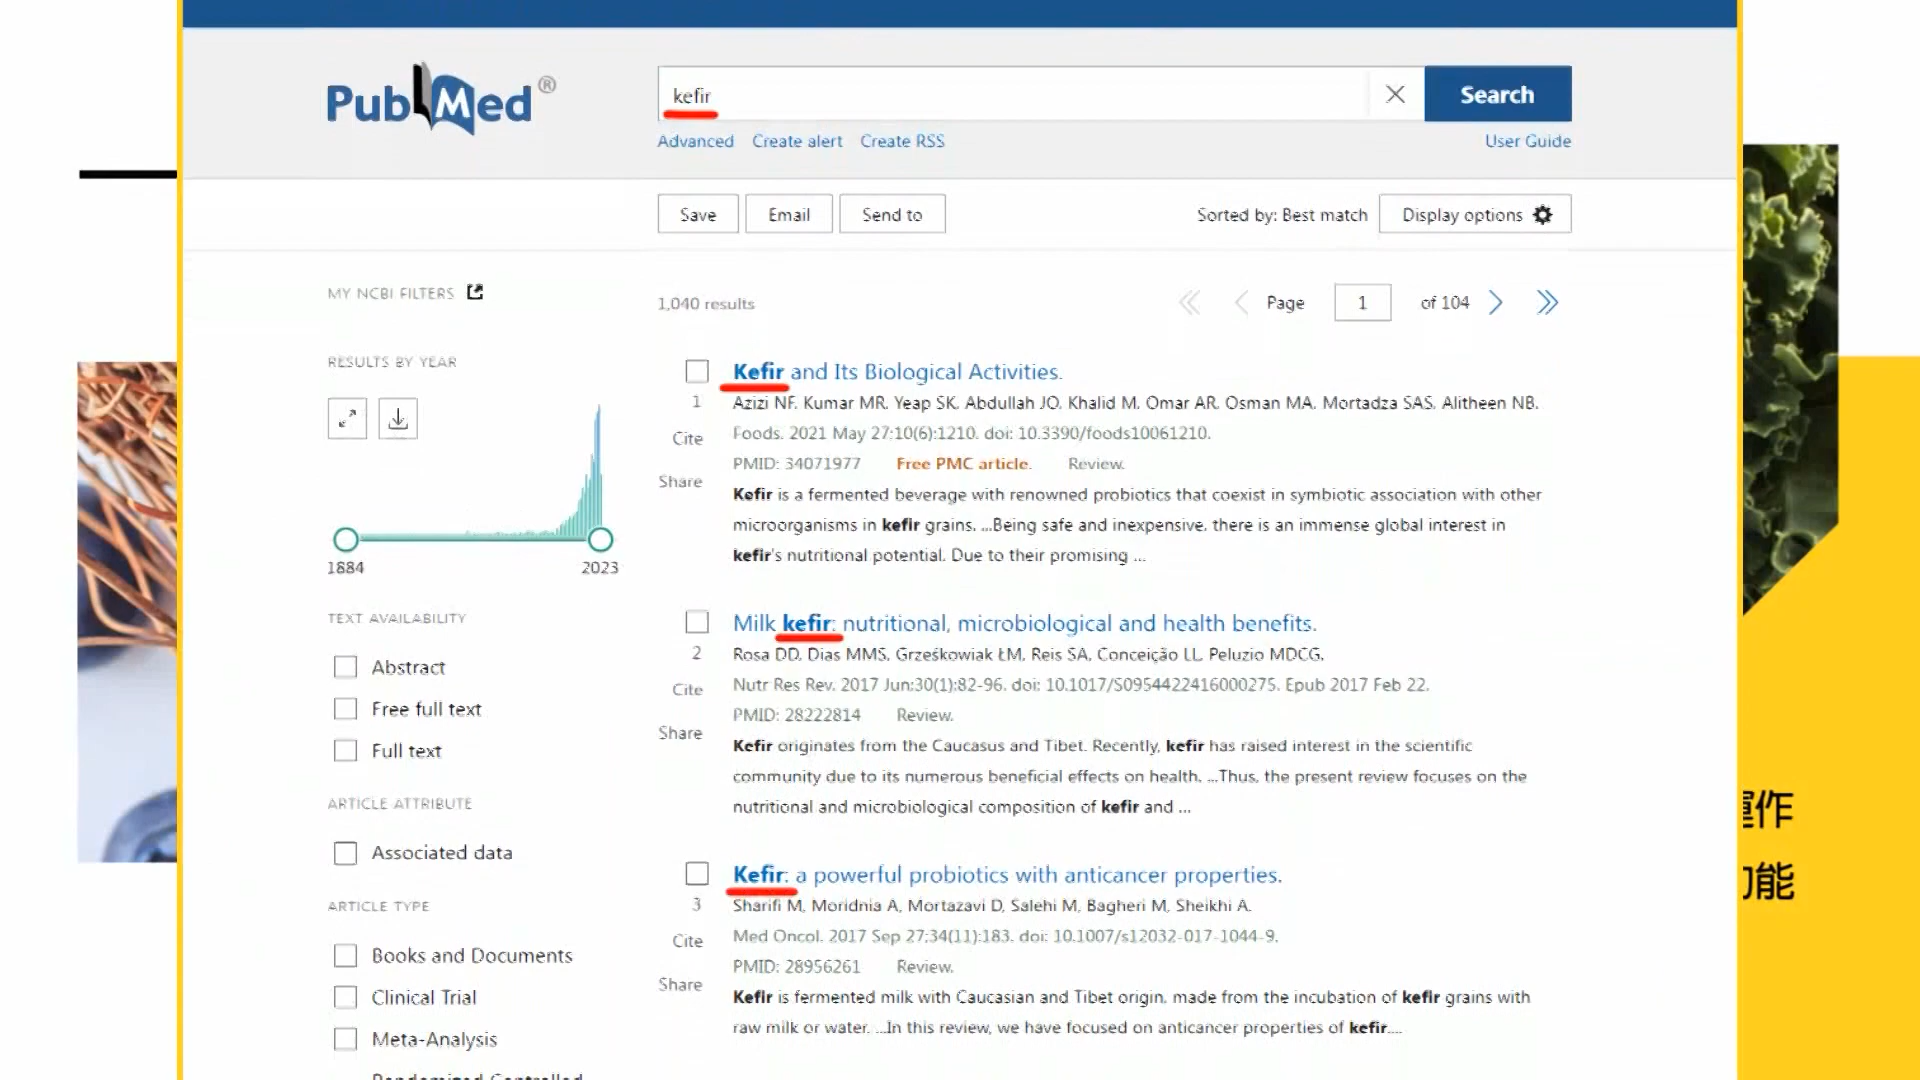 PubMed®
kefir
Search
Advanced Create alert Create RSS
User Guide
Save Email Send to
Sorted by: Best match Display options
MY NCBI FILTERS
1,040 results
Page 1 of 104
RESULTS BY YEAR
1884 2023
TEXT AVAILABILITY
Abstract
Free full text
Full text
ARTICLE ATTRIBUTE
Associated data
ARTICLE TYPE
Books and Documents
Clinical Trial
Meta-Analysis
Randomized Controlled
Kefir and Its Biological Activities.
1
Azizi NF, Kumar MR, Yeap SK, Abdullah JO, Khalid M, Omar AR, Osman MA, Mortadza SAS, Alitheen NB.
Cite
Foods. 2021 May 27;10(6):1210. doi: 10.3390/foods10061210.
PMID: 34071977 Free PMC article. Review.
Share
Kefir is a fermented beverage with renowned probiotics that coexist in symbiotic association with other
microorganisms in kefir grains. ...Being safe and inexpensive, there is an immense global interest in
kefir's nutritional potential. Due to their promising ...
Milk kefir: nutritional, microbiological and health benefits.
2
Rosa DD, Dias MMS, Grześkowiak ŁM, Reis SA, Conceição LL, Peluzio MDCG.
Cite
Nutr Res Rev. 2017 Jun;30(1):82-96. doi: 10.1017/S0954422416000275. Epub 2017 Feb 22.
PMID: 28222814 Review.
Share
Kefir originates from the Caucasus and Tibet. Recently, kefir has raised interest in the scientific
community due to its numerous beneficial effects on health. ...Thus, the present review focuses on the
nutritional and microbiological composition of kefir and ...
Kefir: a powerful probiotics with anticancer properties.
3
Sharifi M, Moridnia A, Mortazavi D, Salehi M, Bagheri M, Sheikhi A.
Cite
Med Oncol. 2017 Sep 27;34(11):183. doi: 10.1007/s12032-017-1044-9.
PMID: 28956261 Review.
Share
Kefir is fermented milk with Caucasian and Tibet origin, made from the incubation of kefir grains with
raw milk or water. ...In this review, we have focused on anticancer properties of kefir....
運作
功能